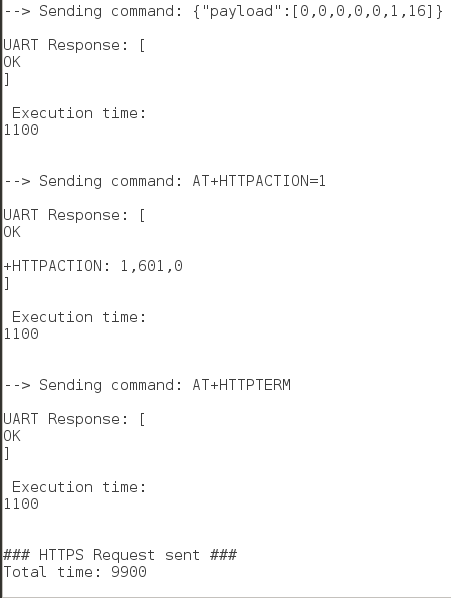 --> Sending command: {"payload":[0,0,0,0,0,1,16]}
UART Response: [
OK
]
Execution time:
1100
--> Sending command: AT+HTTPACTION=1
UART Response: [
OK
+HTTPACTION: 1,601,0
]
Execution time:
1100
--> Sending command: AT+HTTPTERM
UART Response: [
OK
]
Execution time:
1100
### HTTPS Request sent ###
Total time: 9900